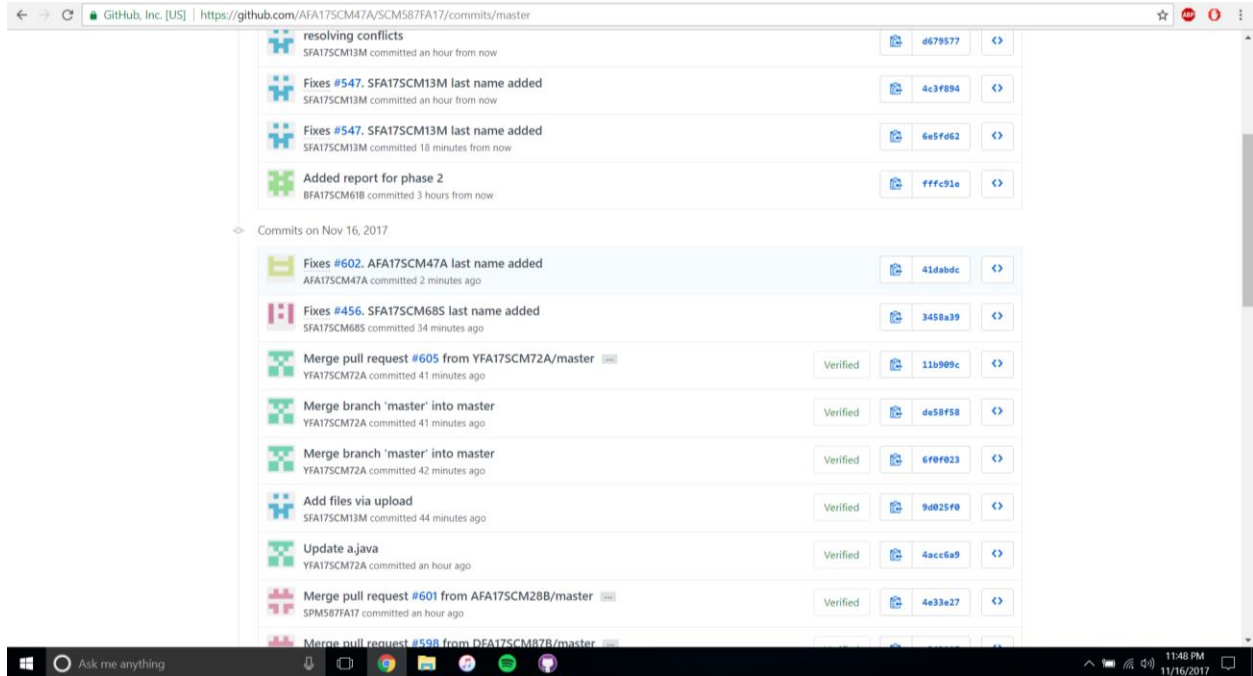 GitHub, Inc. [US] | https://github.com/AFA17SCM47A/SCM587FA17/commits/master
ABP
resolving conflicts
SFA17SCM13M committed an hour from now
d679577
Fixes #547. SFA17SCM13M last name added
SFA17SCM13M committed an hour from now
4c3f894
Fixes #547. SFA17SCM13M last name added
SFA17SCM13M committed 18 minutes from now
6e5fd62
Added report for phase 2
BFA17SCM61B committed 3 hours from now
fffc91e
Commits on Nov 16, 2017
Fixes #602. AFA17SCM47A last name added
AFA17SCM47A committed 2 minutes ago
41dabdc
Fixes #456. SFA17SCM68S last name added
SFA17SCM68S committed 34 minutes ago
3458a39
Merge pull request #605 from YFA17SCM72A/master ...
YFA17SCM72A committed 41 minutes ago
Verified 11b909c
Merge branch 'master' into master
YFA17SCM72A committed 41 minutes ago
Verified de58f58
Merge branch 'master' into master
YFA17SCM72A committed 42 minutes ago
Verified 6f0f023
Add files via upload
SFA17SCM13M committed 44 minutes ago
Verified 9d025f0
Update a.java
YFA17SCM72A committed an hour ago
Verified 4acc6a9
Merge pull request #601 from AFA17SCM28B/master ...
SPM587FA17 committed an hour ago
Verified 4e33e27
Merge pull request #598 from DFA17SCM87B/master ...
Ask me anything
11:48 PM
11/16/2017